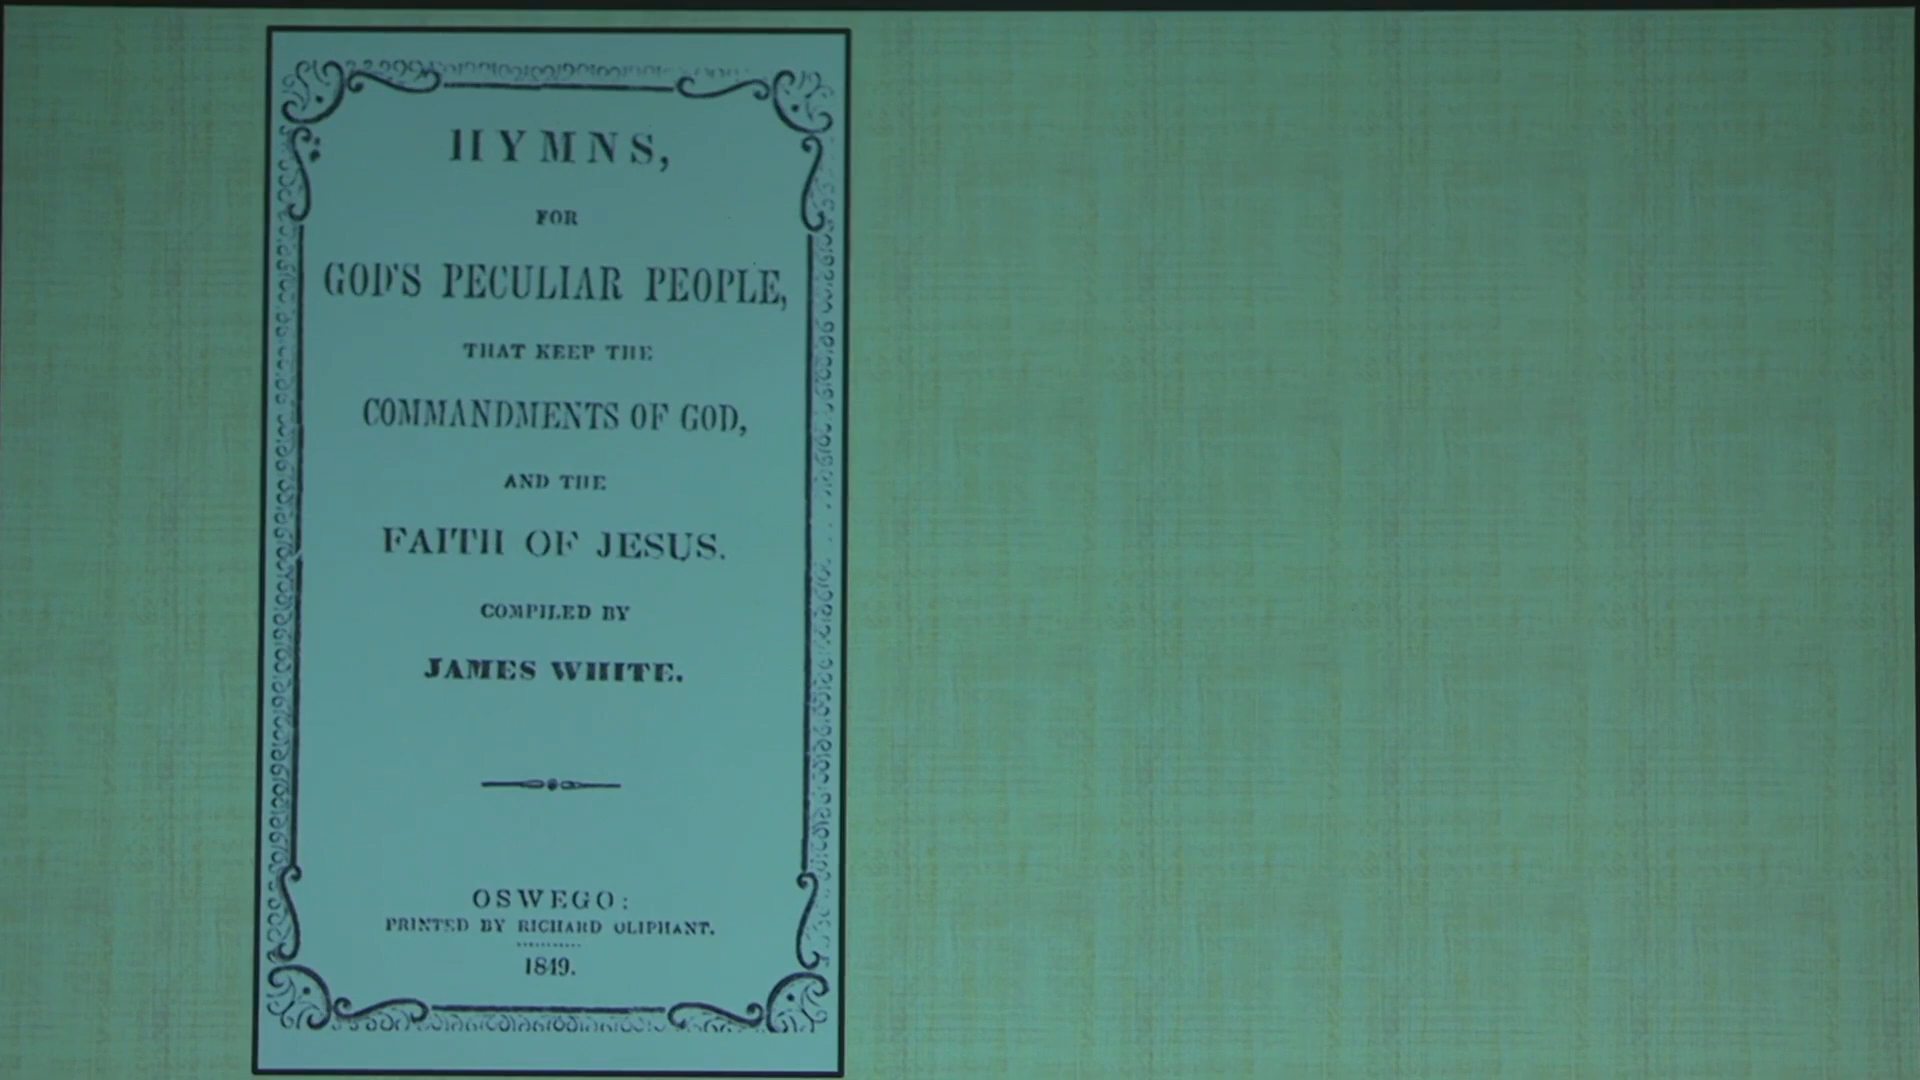 HYMNS,
FOR
GOD'S PECULIAR PEOPLE,
THAT KEEP THE
COMMANDMENTS OF GOD,
AND THE
FAITH OF JESUS.
COMPILED BY
JAMES WHITE.
OSWEGO:
PRINTED BY RICHARD OLIPHANT.
1849.